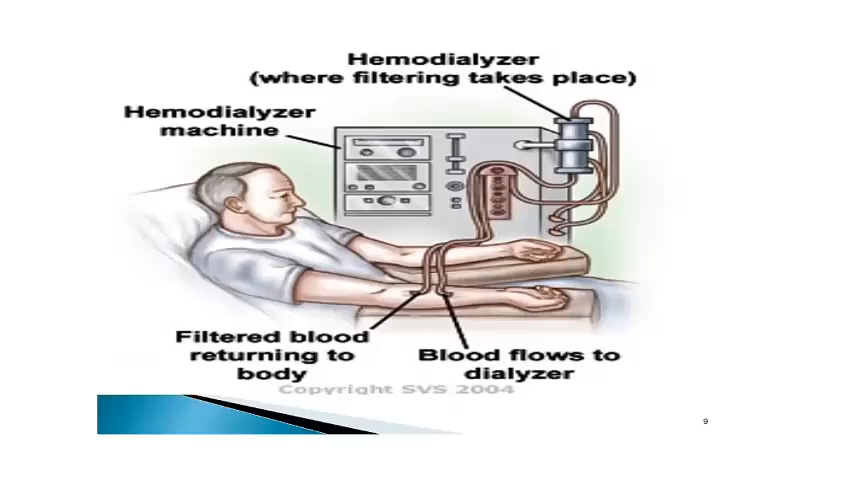 Hemodialyzer
(where filtering takes place)
Hemodialyzer
machine
Filtered blood
returning to
body
Blood flows to
dialyzer
Copyright SVS 2004
9